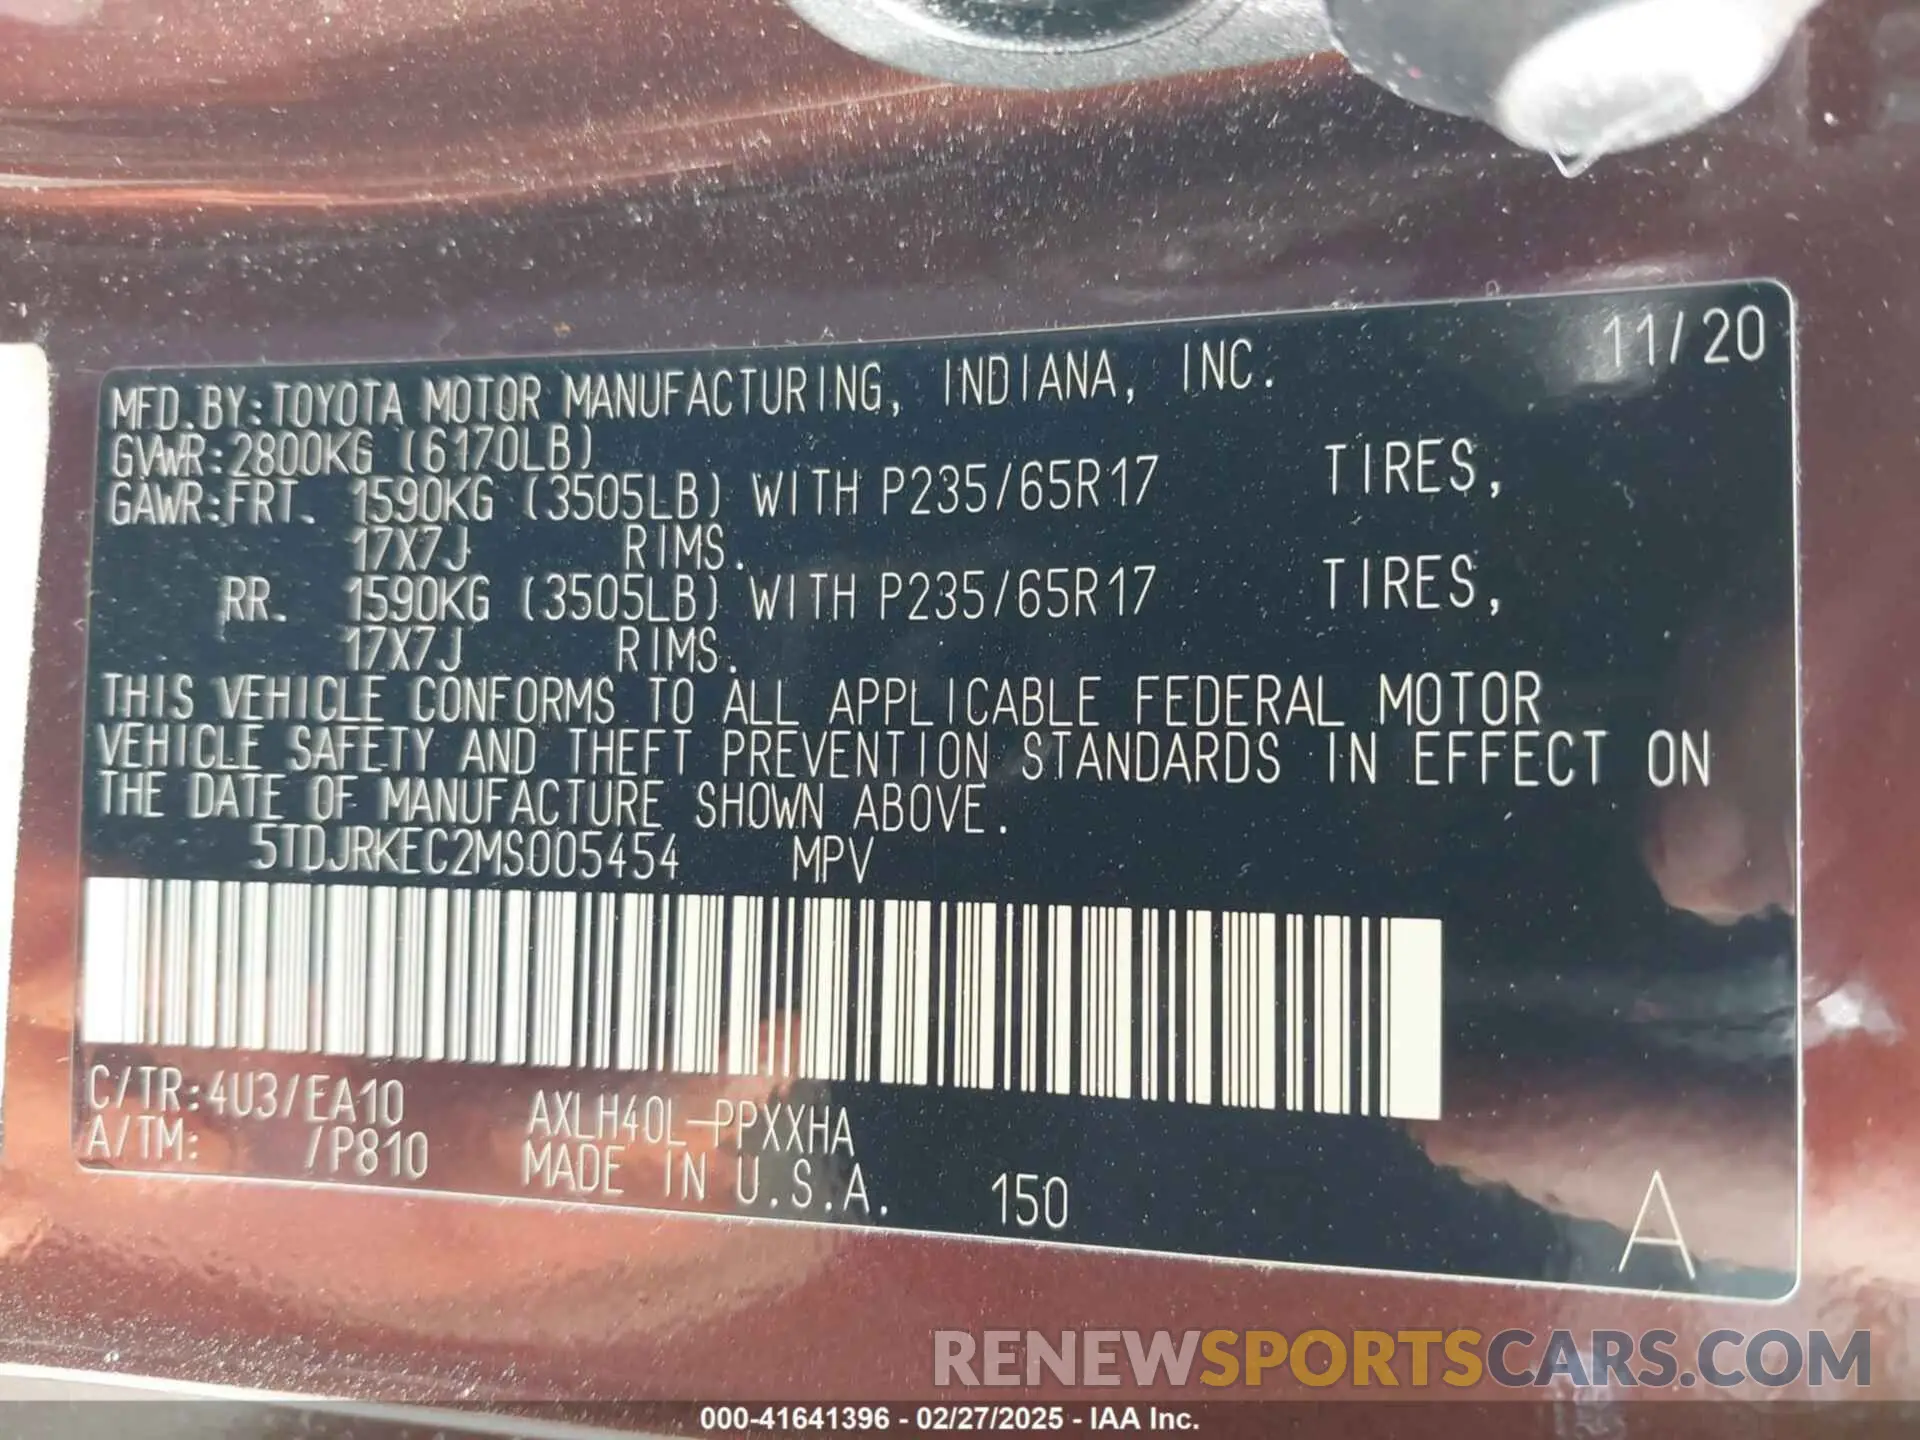 11/20
MFD.BY:TOYOTA MOTOR MANUFACTURING, INDIANA, INC.
GVWR:2800KG (6170LB)
GAWR:FRT. 1590KG (3505LB) WITH P235/65R17 TIRES,
17X7J RIMS.
RR. 1590KG (3505LB) WITH P235/65R17 TIRES,
17X7J RIMS.
THIS VEHICLE CONFORMS TO ALL APPLICABLE FEDERAL MOTOR
VEHICLE SAFETY AND THEFT PREVENTION STANDARDS IN EFFECT ON
THE DATE OF MANUFACTURE SHOWN ABOVE.
5TDJRKEC2MS005454 MPV
C/TR:4U3/EA10 AXLH40L-PPXXHA
A/TM: /P810 MADE IN U.S.A. 150 A
RENEWSPORTSCARS.COM
000-41641396 - 02/27/2025 - IAA Inc.